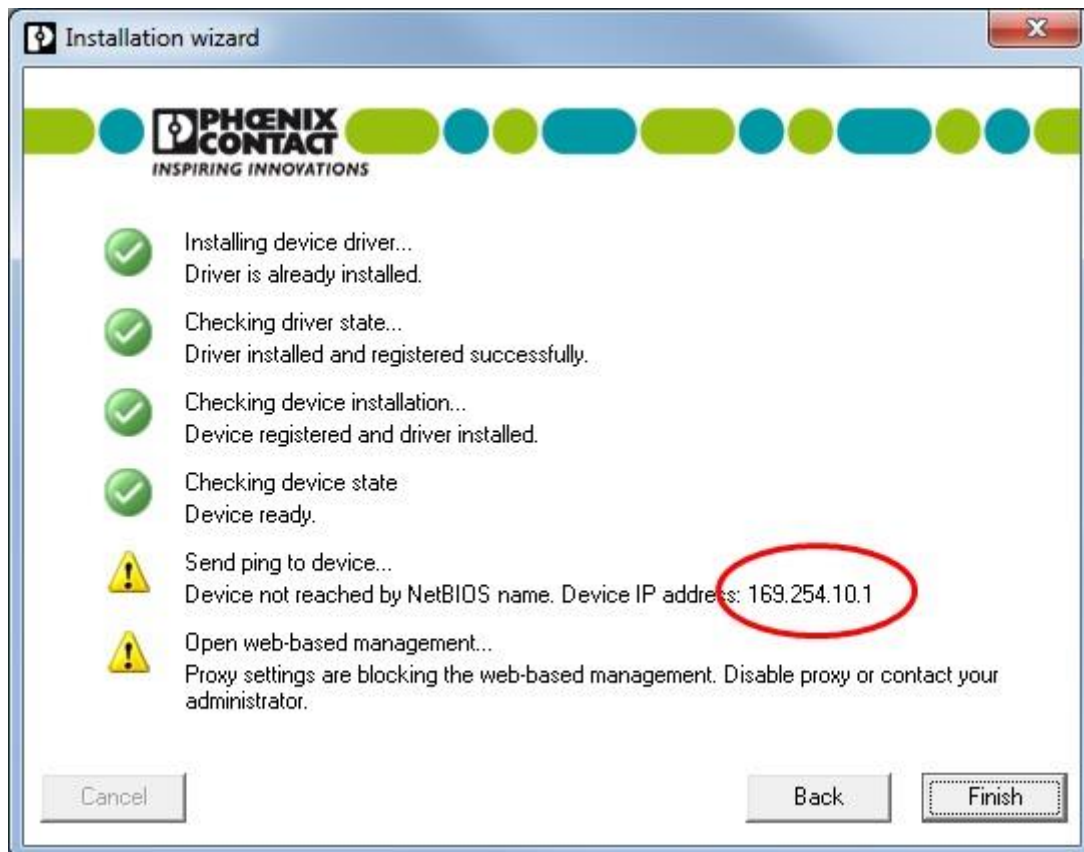 Installation wizard
PHŒNIX
CONTACT
INSPIRING INNOVATIONS
Installing device driver...
Driver is already installed.
Checking driver state...
Driver installed and registered successfully.
Checking device installation...
Device registered and driver installed.
Checking device state
Device ready.
Send ping to device...
Device not reached by NetBIOS name. Device IP address: 169.254.10.1
Open web-based management...
Proxy settings are blocking the web-based management. Disable proxy or contact your
administrator.
Cancel Back Finish